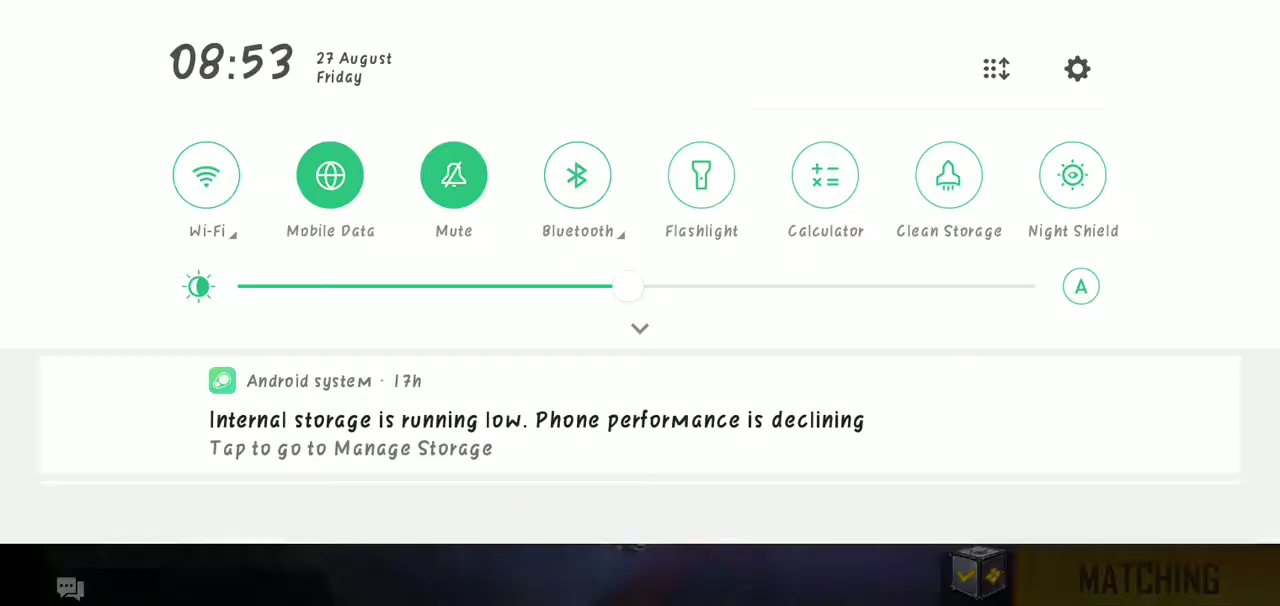 08:53
27 August
Friday
Wi-Fi
Mobile Data
Mute
Bluetooth
Flashlight
Calculator
Clean Storage
Night Shield
A
Android system · 17h
Internal storage is running low. Phone performance is declining
Tap to go to Manage Storage
MATCHING